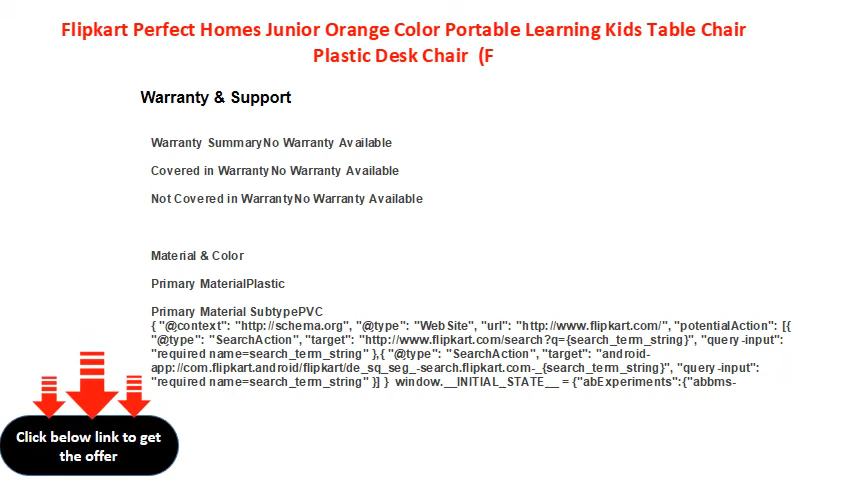 Flipkart Perfect Homes Junior Orange Color Portable Learning Kids Table Chair
Plastic Desk Chair  (F
Warranty & Support
Warranty SummaryNo Warranty Available
Covered in WarrantyNo Warranty Available
Not Covered in WarrantyNo Warranty Available
Material & Color
Primary MaterialPlastic
Primary Material SubtypePVC
{ "@context": "http://schema.org", "@type": "WebSite", "url": "http://www.flipkart.com/", "potentialAction": [{
"@type": "SearchAction", "target": "http://www.flipkart.com/search?q={search_term_string}", "query-input":
"required name=search_term_string" },{ "@type": "SearchAction", "target": "android-
app://com.flipkart.android/flipkart/de_sq_seg_-search.flipkart.com-_{search_term_string}", "query-input":
"required name=search_term_string" }] }  window.__INITIAL_STATE__ = {"abExperiments":{"abbms-
Click below link to get
the offer